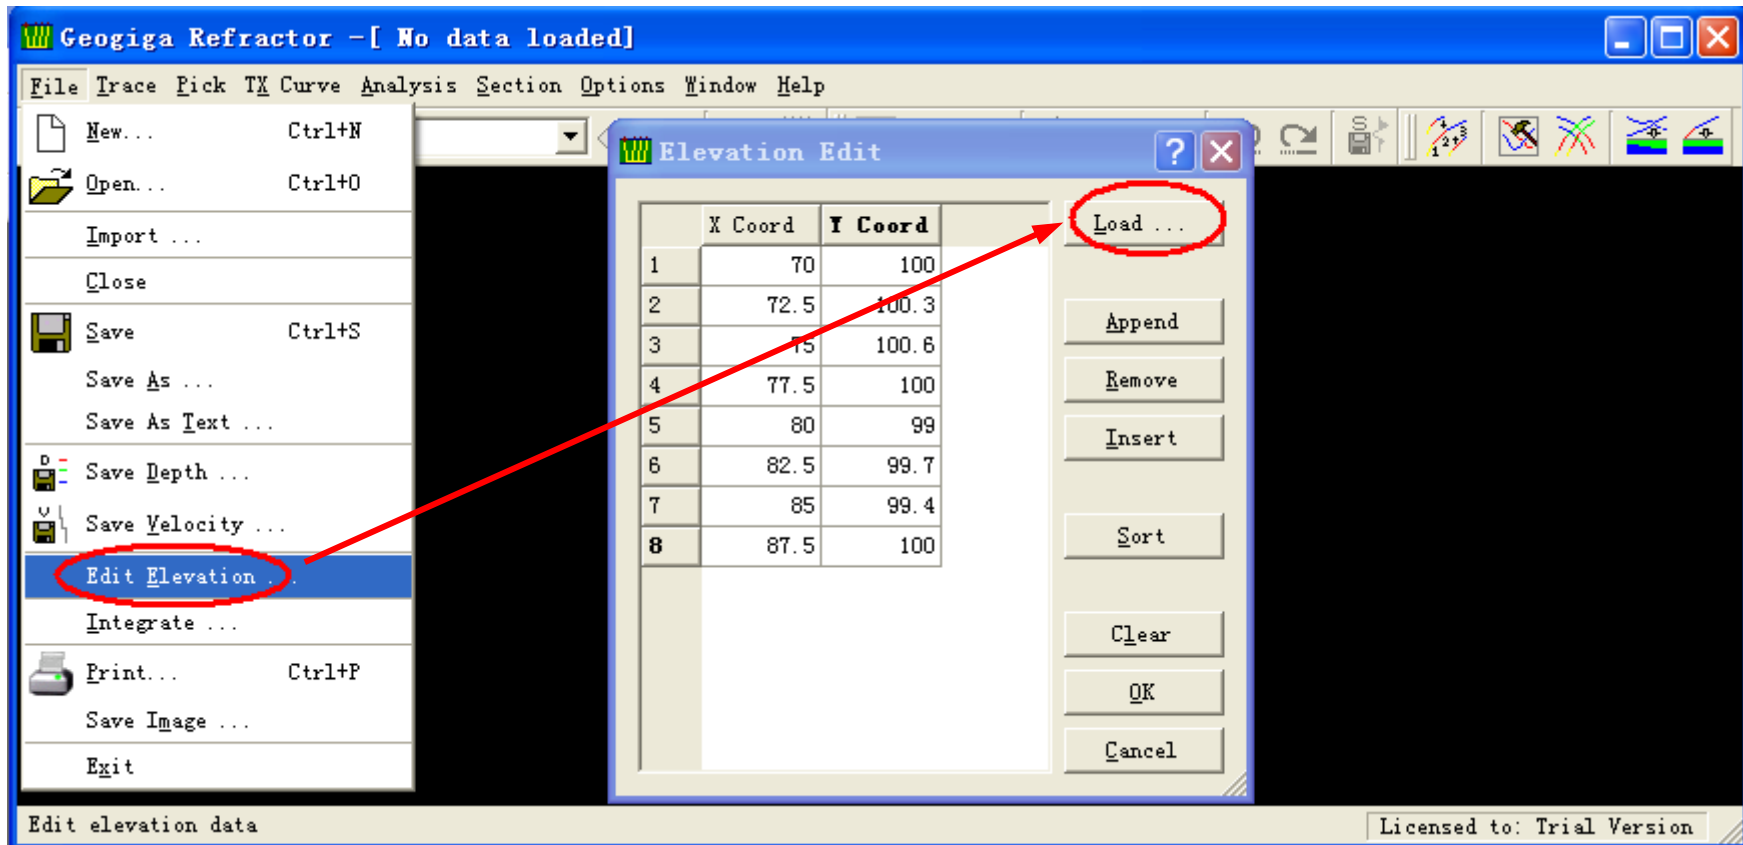 Geogiga Refractor -[ No data loaded]
File Trace Pick TX Curve Analysis Section Options Window Help
New... Ctrl+N
Open... Ctrl+O
Import ...
Close
Save Ctrl+S
Save As ...
Save As Text ...
D
Save Depth ...
V
Save Velocity ...
Edit Elevation ...
Integrate ...
Print... Ctrl+P
Save Image ...
Exit
S
1 2 3
Elevation Edit
X Coord Y Coord
1 70 100
2 72.5 100.3
3 75 100.6
4 77.5 100
5 80 99
6 82.5 99.7
7 85 99.4
8 87.5 100
Load ...
Append
Remove
Insert
Sort
Clear
OK
Cancel
Edit elevation data
Licensed to: Trial Version